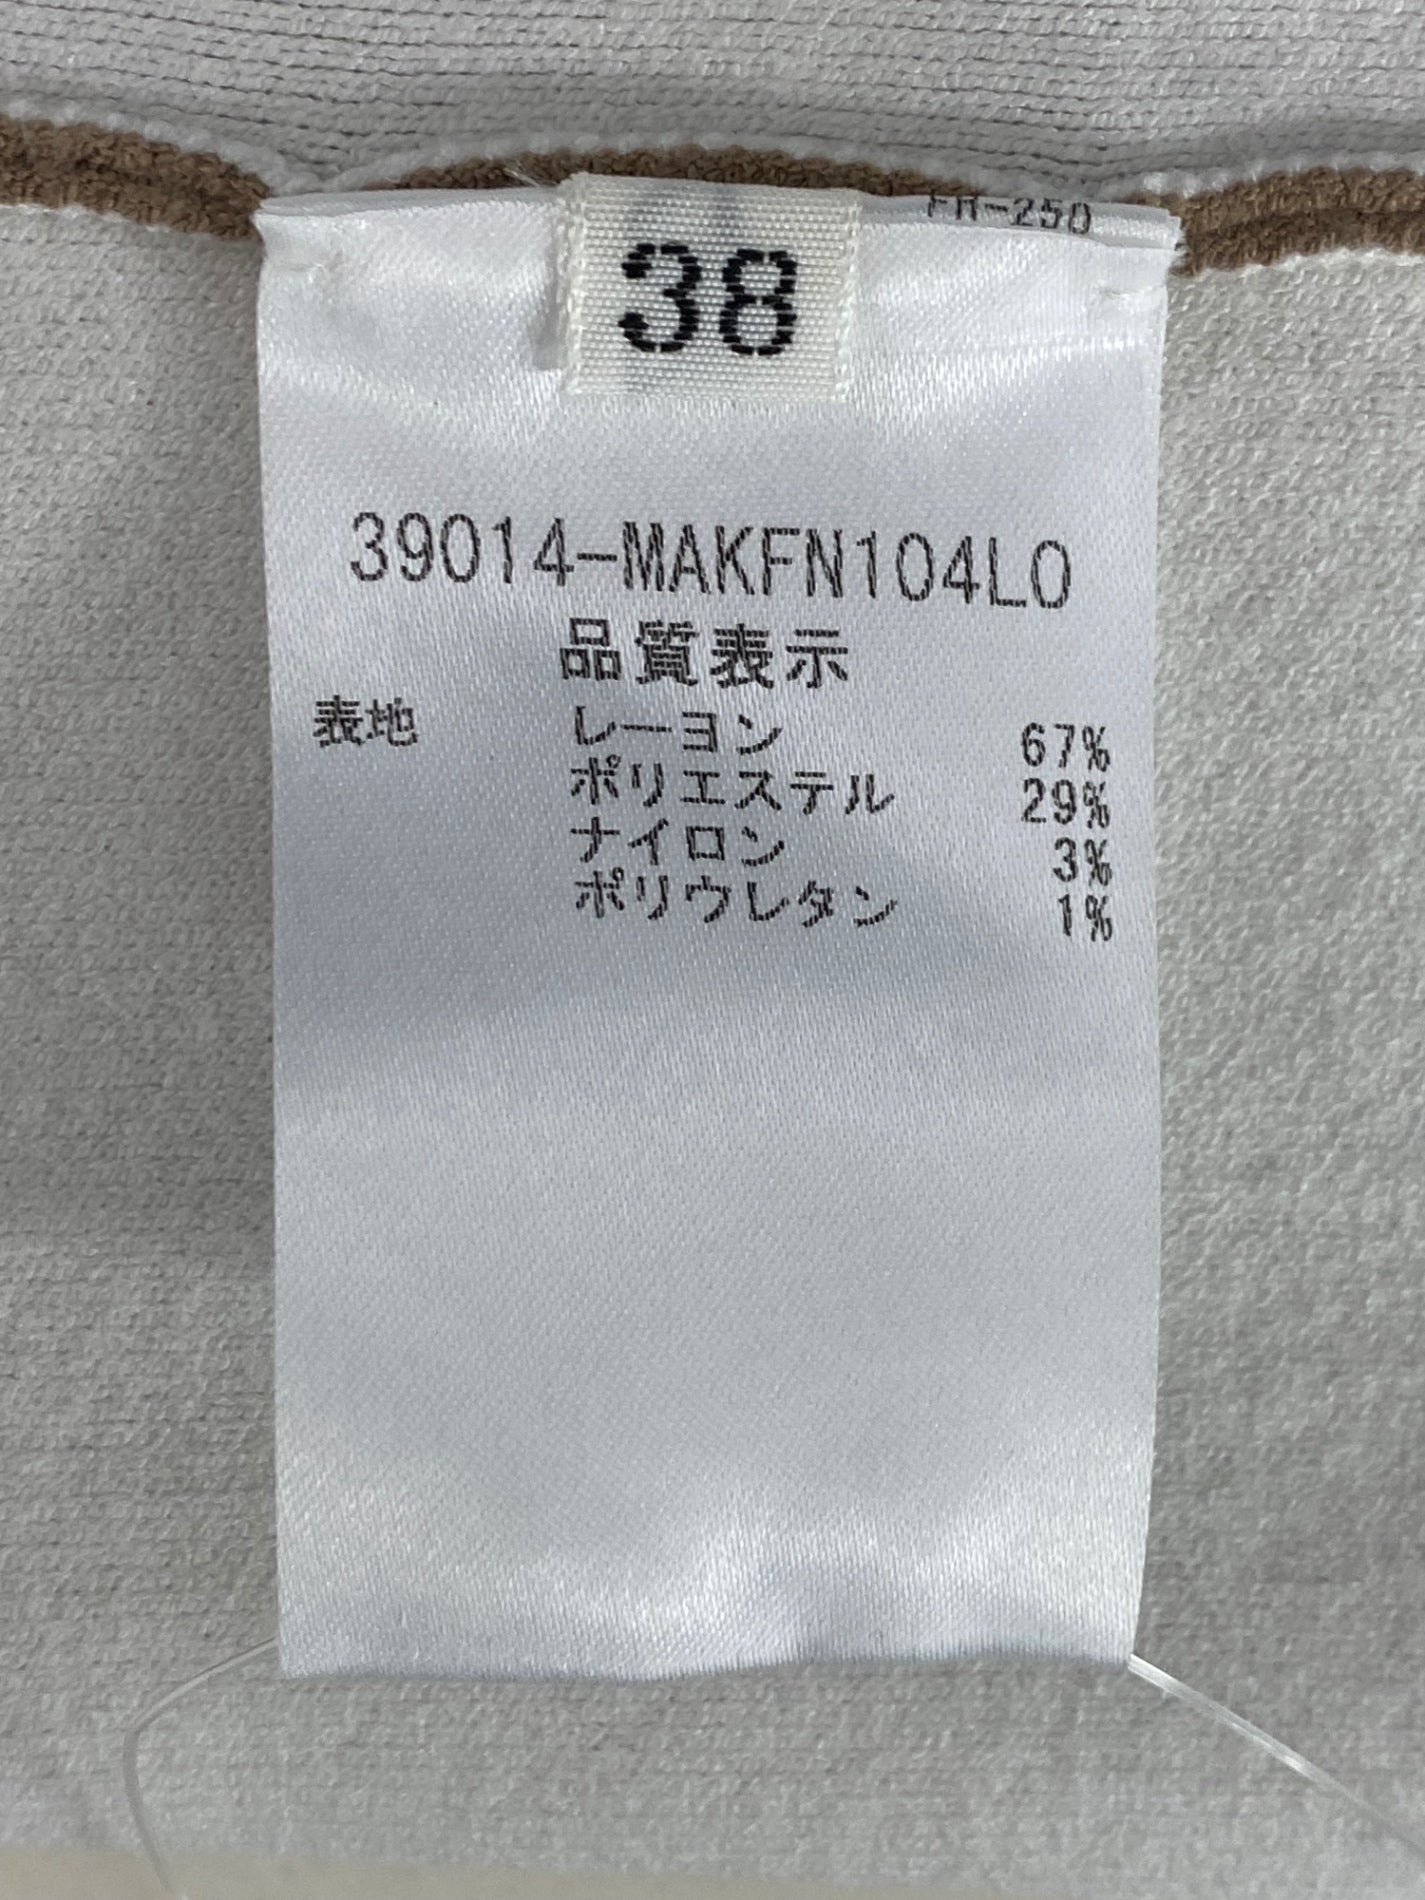 FR-250
38
39014-MAKFN104LO
品質表示
表地 レーヨン 67%
ポリエステル 29%
ナイロン 3%
ポリウレタン 1%